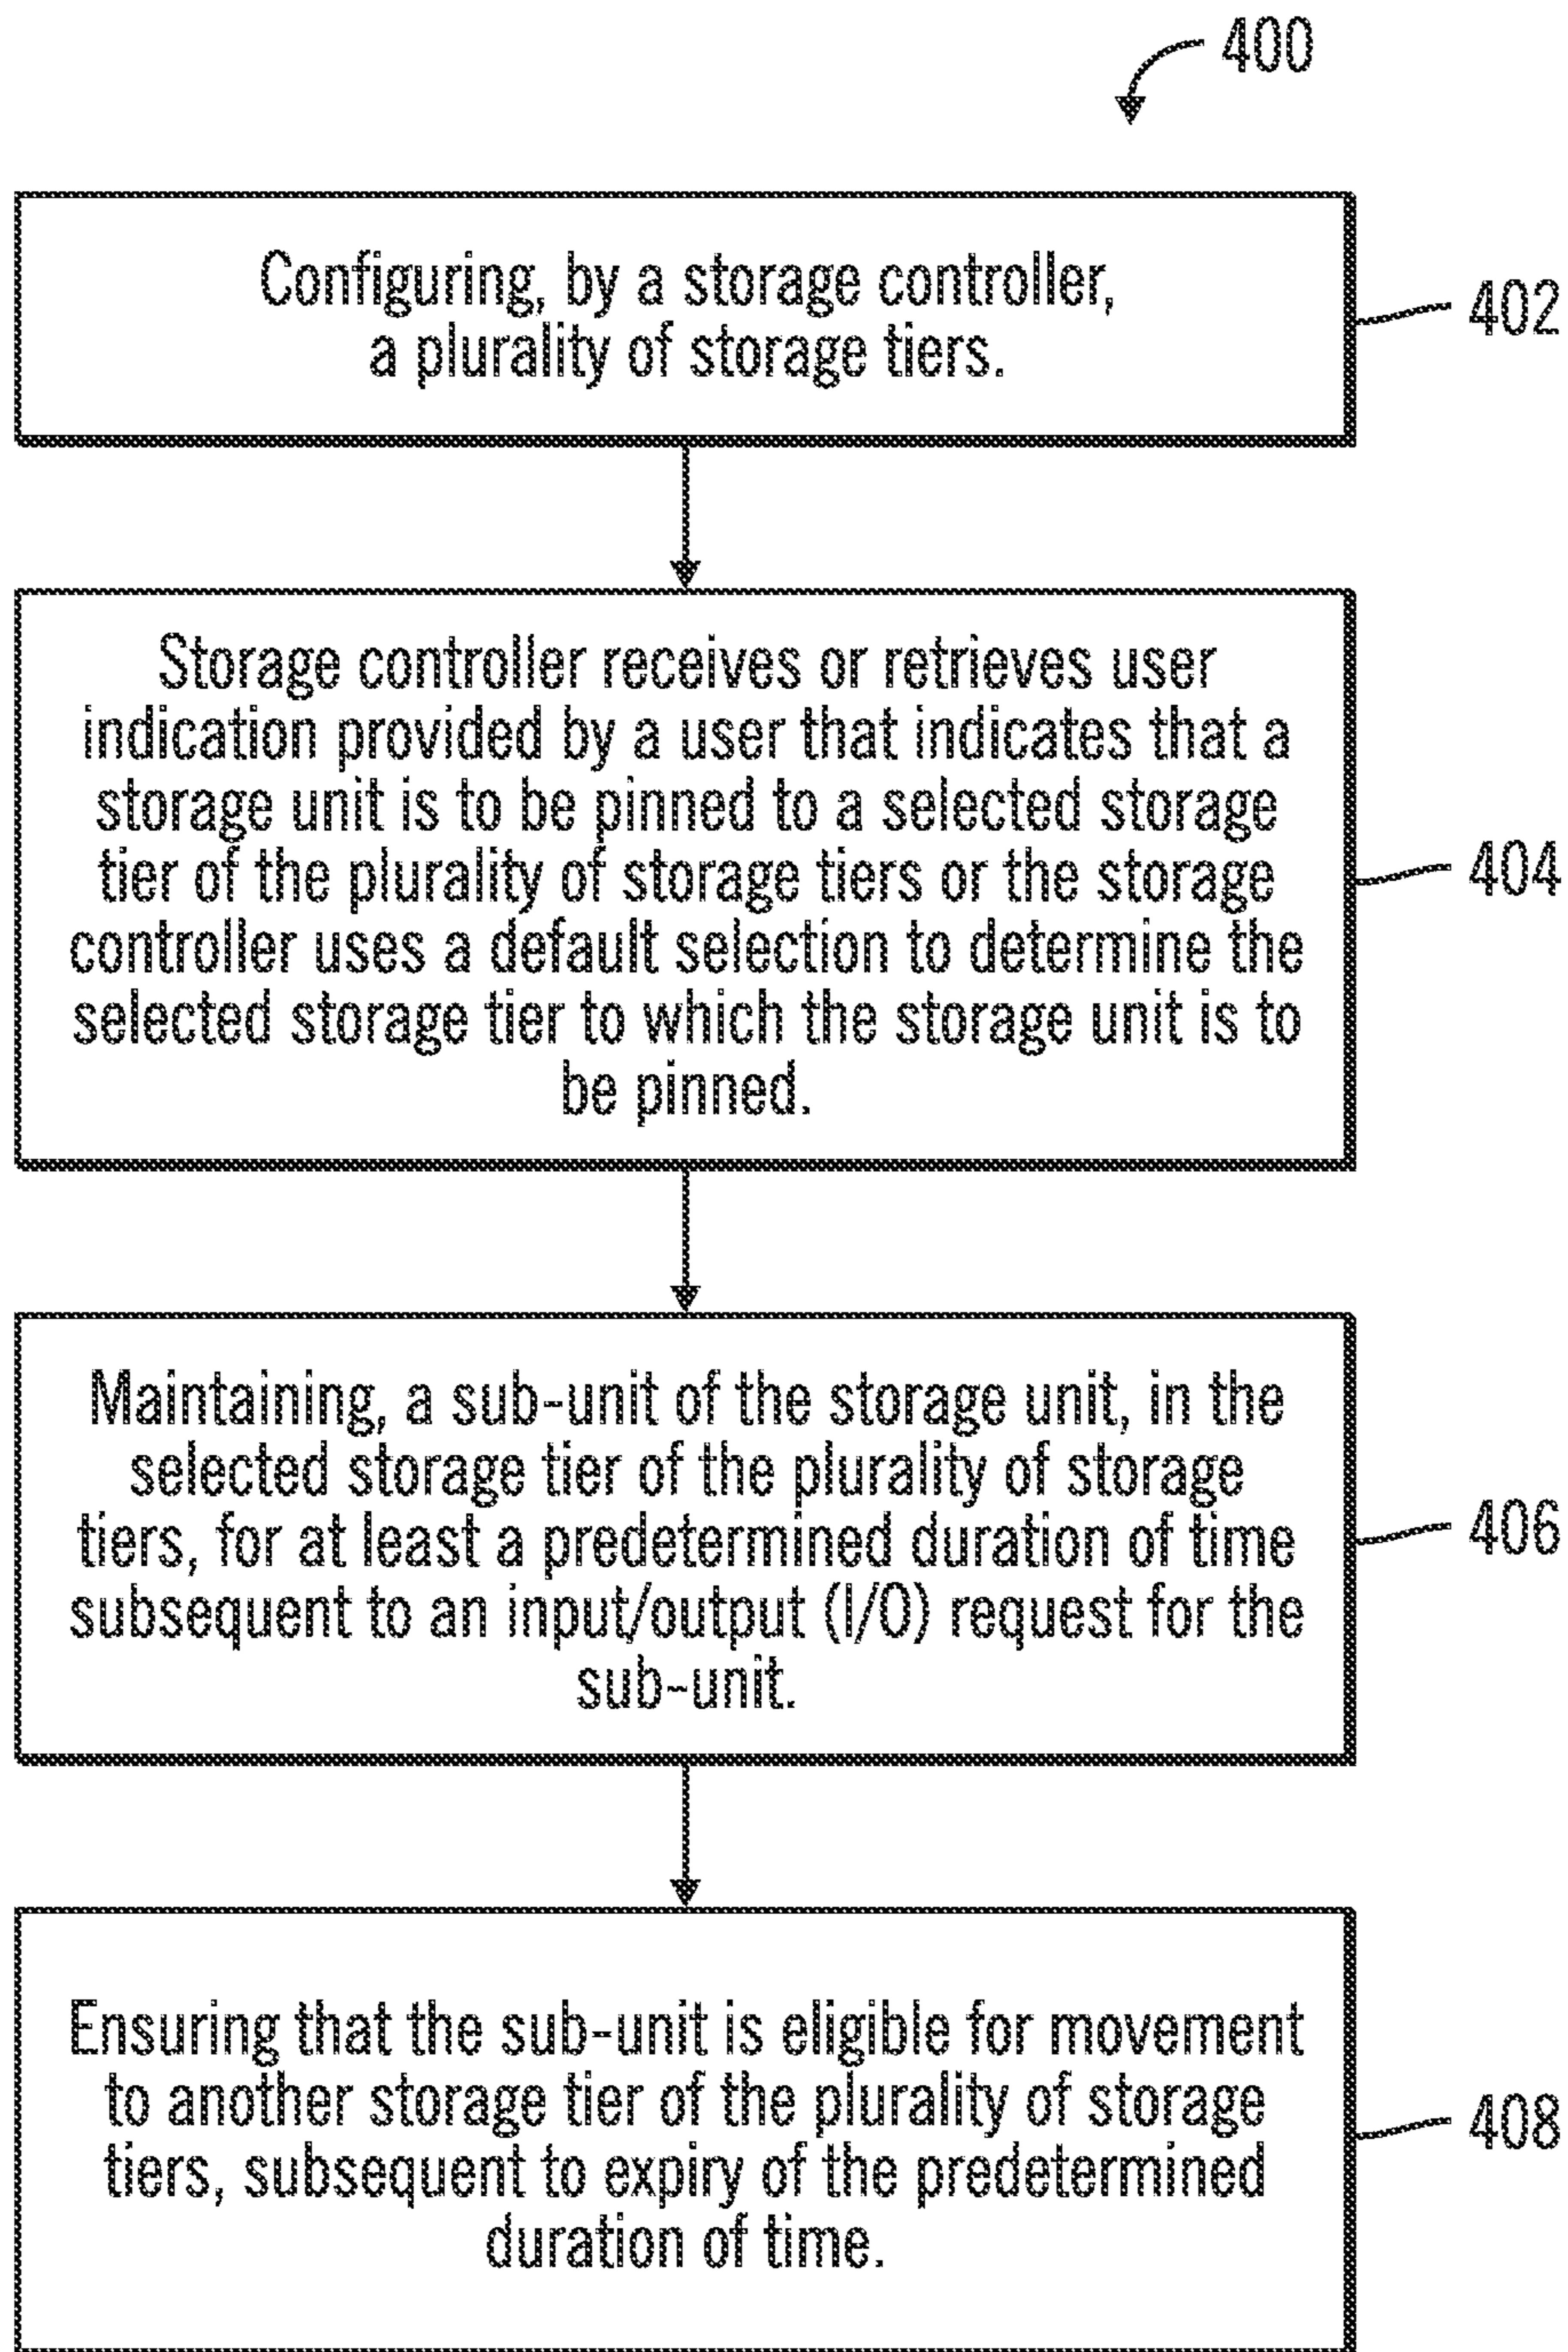 400
Configuring, by a storage controller,
a plurality of storage tiers.
402
Storage controller receives or retrieves user
indication provided by a user that indicates that a
storage unit is to be pinned to a selected storage
tier of the plurality of storage tiers or the storage
controller uses a default selection to determine the
selected storage tier to which the storage unit is to
be pinned.
404
Maintaining, a sub-unit of the storage unit, in the
selected storage tier of the plurality of storage
tiers, for at least a predetermined duration of time
subsequent to an input/output (I/O) request for the
sub-unit.
406
Ensuring that the sub-unit is eligible for movement
to another storage tier of the plurality of storage
tiers, subsequent to expiry of the predetermined
duration of time.
408